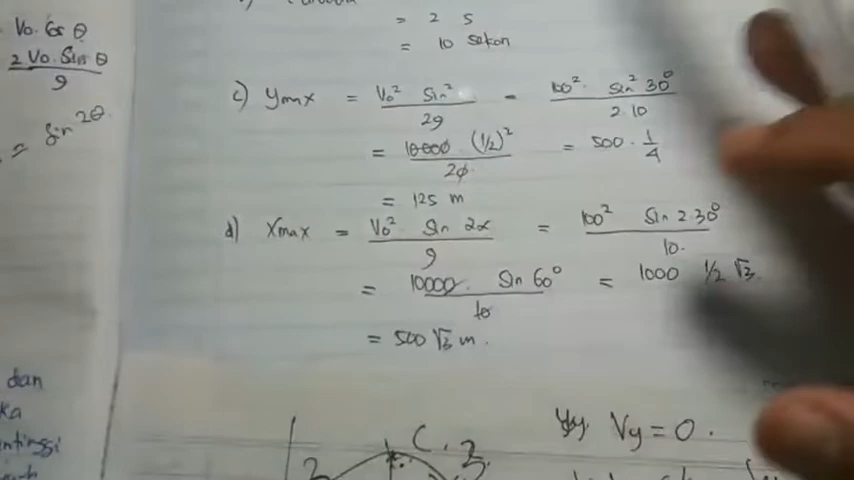 Vo. Cos θ
2 Vo. Sin θ
g
= Sin 2θ
= 2 5
= 10 sekon
c) Ymax = Vo² Sin² / 2g = 100² . Sin² 30° / 2.10
= 10000 . (1/2)² / 20 = 500 . 1/4
= 125 m
d) Xmax = Vo² Sin 2α / g = 100² Sin 2.30° / 10.
= 10000 . Sin 60° / 10 = 1000 1/2 √3
= 500 √3 m.
dan
ka
Vy = 0.
C . 3
2